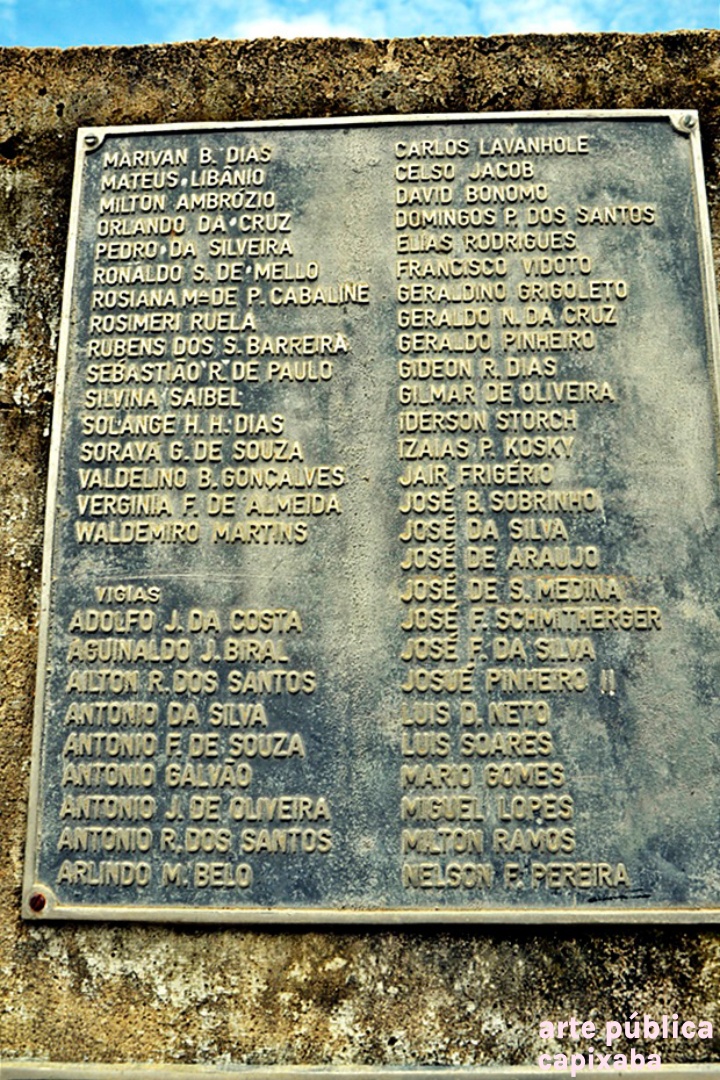 MARIVAN B. DIAS
MATEUS LIBÂNIO
MILTON AMBRÓZIO
ORLANDO DA CRUZ
PEDRO DA SILVEIRA
RONALDO S. DE MELLO
ROSIANA Mª DE P. CABALINE
ROSIMERI RUELA
RUBENS DOS S. BARREIRA
SEBASTIÃO R. DE PAULO
SILVINA SAIBEL
SOLANGE H. H. DIAS
SORAYA G. DE SOUZA
VALDELINO B. GONÇALVES
VERGINIA F. DE ALMEIDA
WALDEMIRO MARTINS
VIGIAS
ADOLFO J. DA COSTA
AGUINALDO J. BIRAL
AILTON R. DOS SANTOS
ANTONIO DA SILVA
ANTONIO F. DE SOUZA
ANTONIO GALVÃO
ANTONIO J. DE OLIVEIRA
ANTONIO R. DOS SANTOS
ARLINDO M. BELO
CARLOS LAVANHOLE
CELSO JACOB
DAVID BONOMO
DOMINGOS P. DOS SANTOS
ELIAS RODRIGUES
FRANCISCO VIDOTO
GERALDINO GRIGOLETO
GERALDO N. DA CRUZ
GERALDO PINHEIRO
GIDEON R. DIAS
GILMAR DE OLIVEIRA
IDERSON STORCH
IZAIAS P. KOSKY
JAIR FRIGÉRIO
JOSÉ B. SOBRINHO
JOSÉ DA SILVA
JOSÉ DE ARAUJO
JOSÉ DE S. MEDINA
JOSÉ F. SCHMITHERGER
JOSÉ F. DA SILVA
JOSUÉ PINHEIRO II
LUIS D. NETO
LUIS SOARES
MARIO GOMES
MIGUEL LOPES
MILTON RAMOS
NELSON F. PEREIRA
arte pública
capixaba